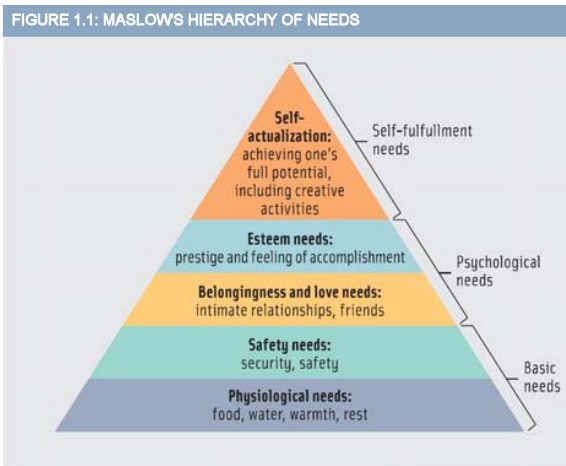 FIGURE 1.1: MASLOW'S HIERARCHY OF NEEDS
Self-
actualization:
achieving one's
full potential,
including creative
activities
Self-fulfullment
needs
Esteem needs:
prestige and feeling of accomplishment
Psychological
needs
Belongingness and love needs:
intimate relationships, friends
Safety needs:
security, safety
Basic
needs
Physiological needs:
food, water, warmth, rest